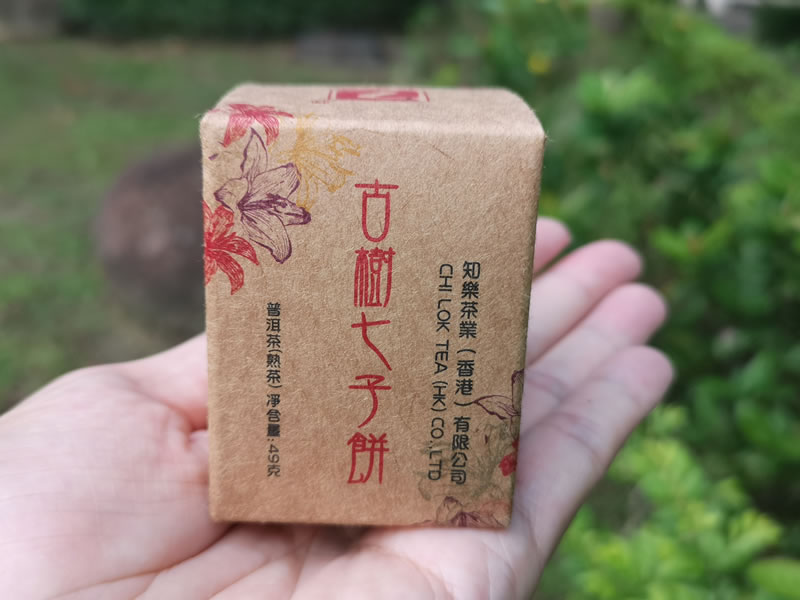 知樂茶業（香港）有限公司
CHI LOK TEA (HK) CO.,LTD
古樹七子餅
普洱茶(熟茶) 凈含量:49克